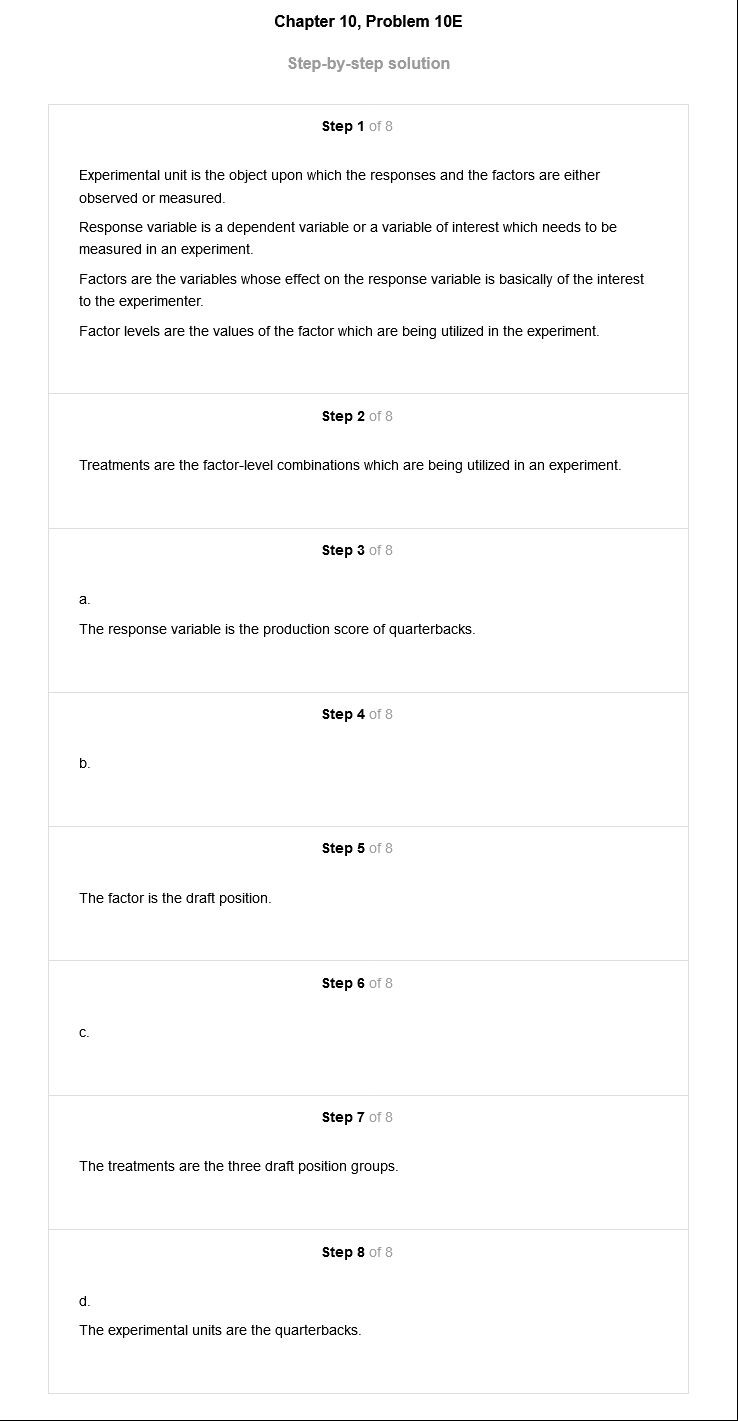 Chapter 10, Problem 10E
Step-by-step solution
Step 1 of 8
Experimental unit is the object upon which the responses and the factors are either
observed or measured.
Response variable is a dependent variable or a variable of interest which needs to be
measured in an experiment.
Factors are the variables whose effect on the response variable is basically of the interest
to the experimenter.
Factor levels are the values of the factor which are being utilized in the experiment.
Step 2 of 8
Treatments are the factor-level combinations which are being utilized in an experiment.
Step 3 of 8
a.
The response variable is the production score of quarterbacks.
Step 4 of 8
b.
Step 5 of 8
The factor is the draft position.
Step 6 of 8
c.
Step 7 of 8
The treatments are the three draft position groups.
Step 8 of 8
d.
The experimental units are the quarterbacks.